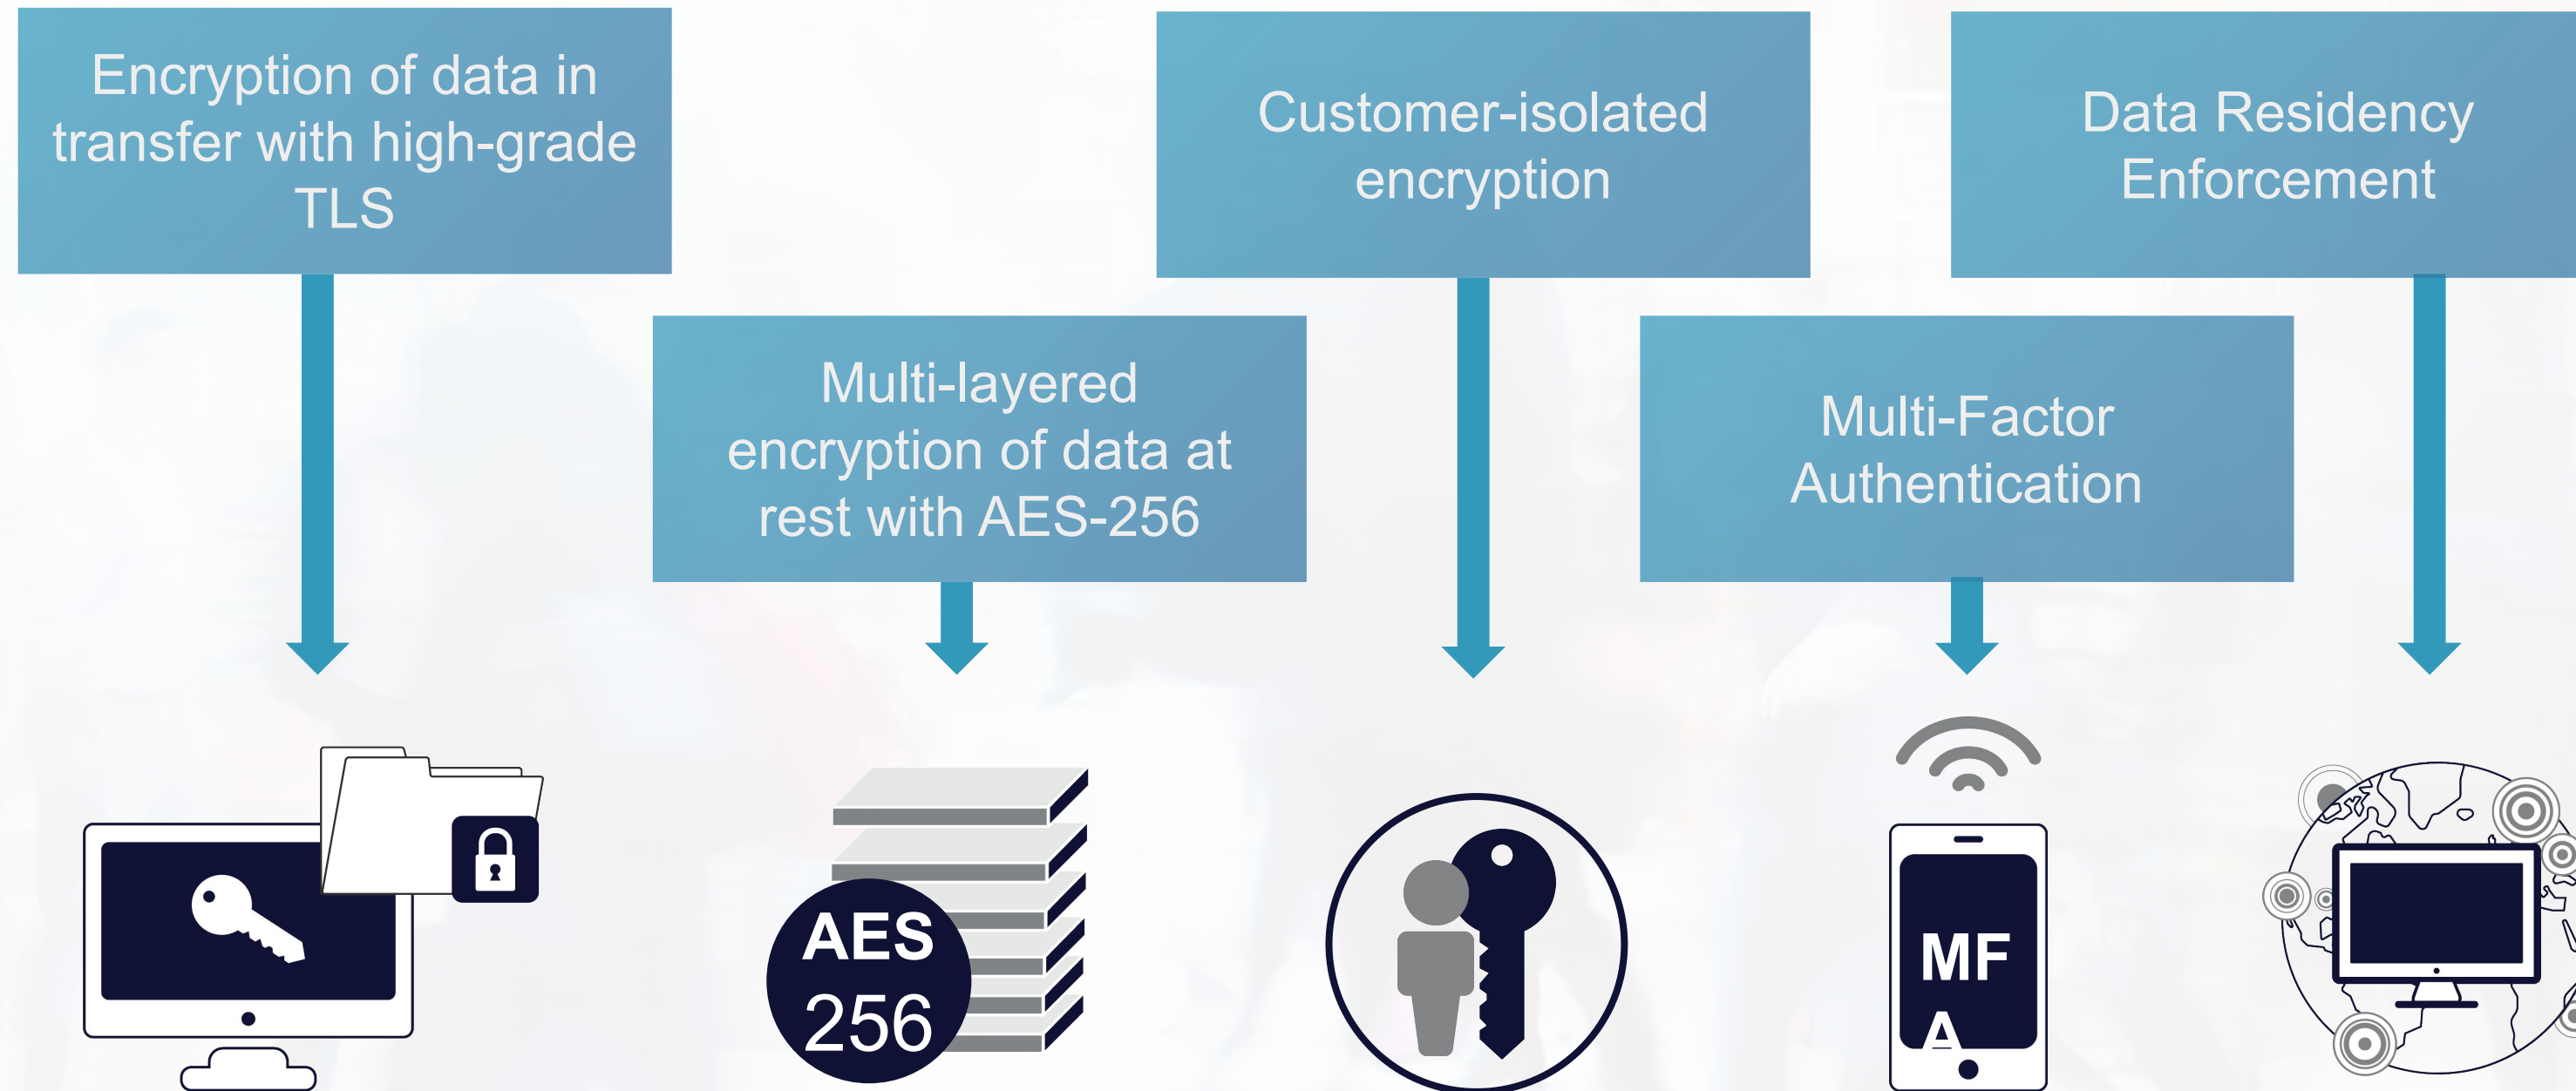 Encryption of data in
transfer with high-grade
TLS
Multi-layered
encryption of data at
rest with AES-256
Customer-isolated
encryption
Multi-Factor
Authentication
Data Residency
Enforcement
AES
256
MF
A